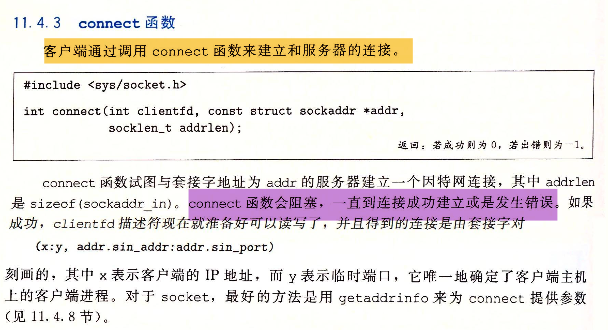 11.4.3 connect 函数
客户端通过调用 connect 函数来建立和服务器的连接。
#include <sys/socket.h>
int connect(int clientfd, const struct sockaddr *addr,
socklen_t addrlen);
返回：若成功则为 0，若出错则为 -1。
connect 函数试图与套接字地址为 addr 的服务器建立一个因特网连接，其中 addrlen
是 sizeof(sockaddr_in)。connect 函数会阻塞，一直到连接成功建立或是发生错误。如果
成功，clientfd 描述符现在就准备好可以读写了，并且得到的连接是由套接字对
(x:y, addr.sin_addr:addr.sin_port)
刻画的，其中 x 表示客户端的 IP 地址，而 y 表示临时端口，它唯一地确定了客户端主机
上的客户端进程。对于 socket，最好的方法是用 getaddrinfo 来为 connect 提供参数
(见 11.4.8 节)。